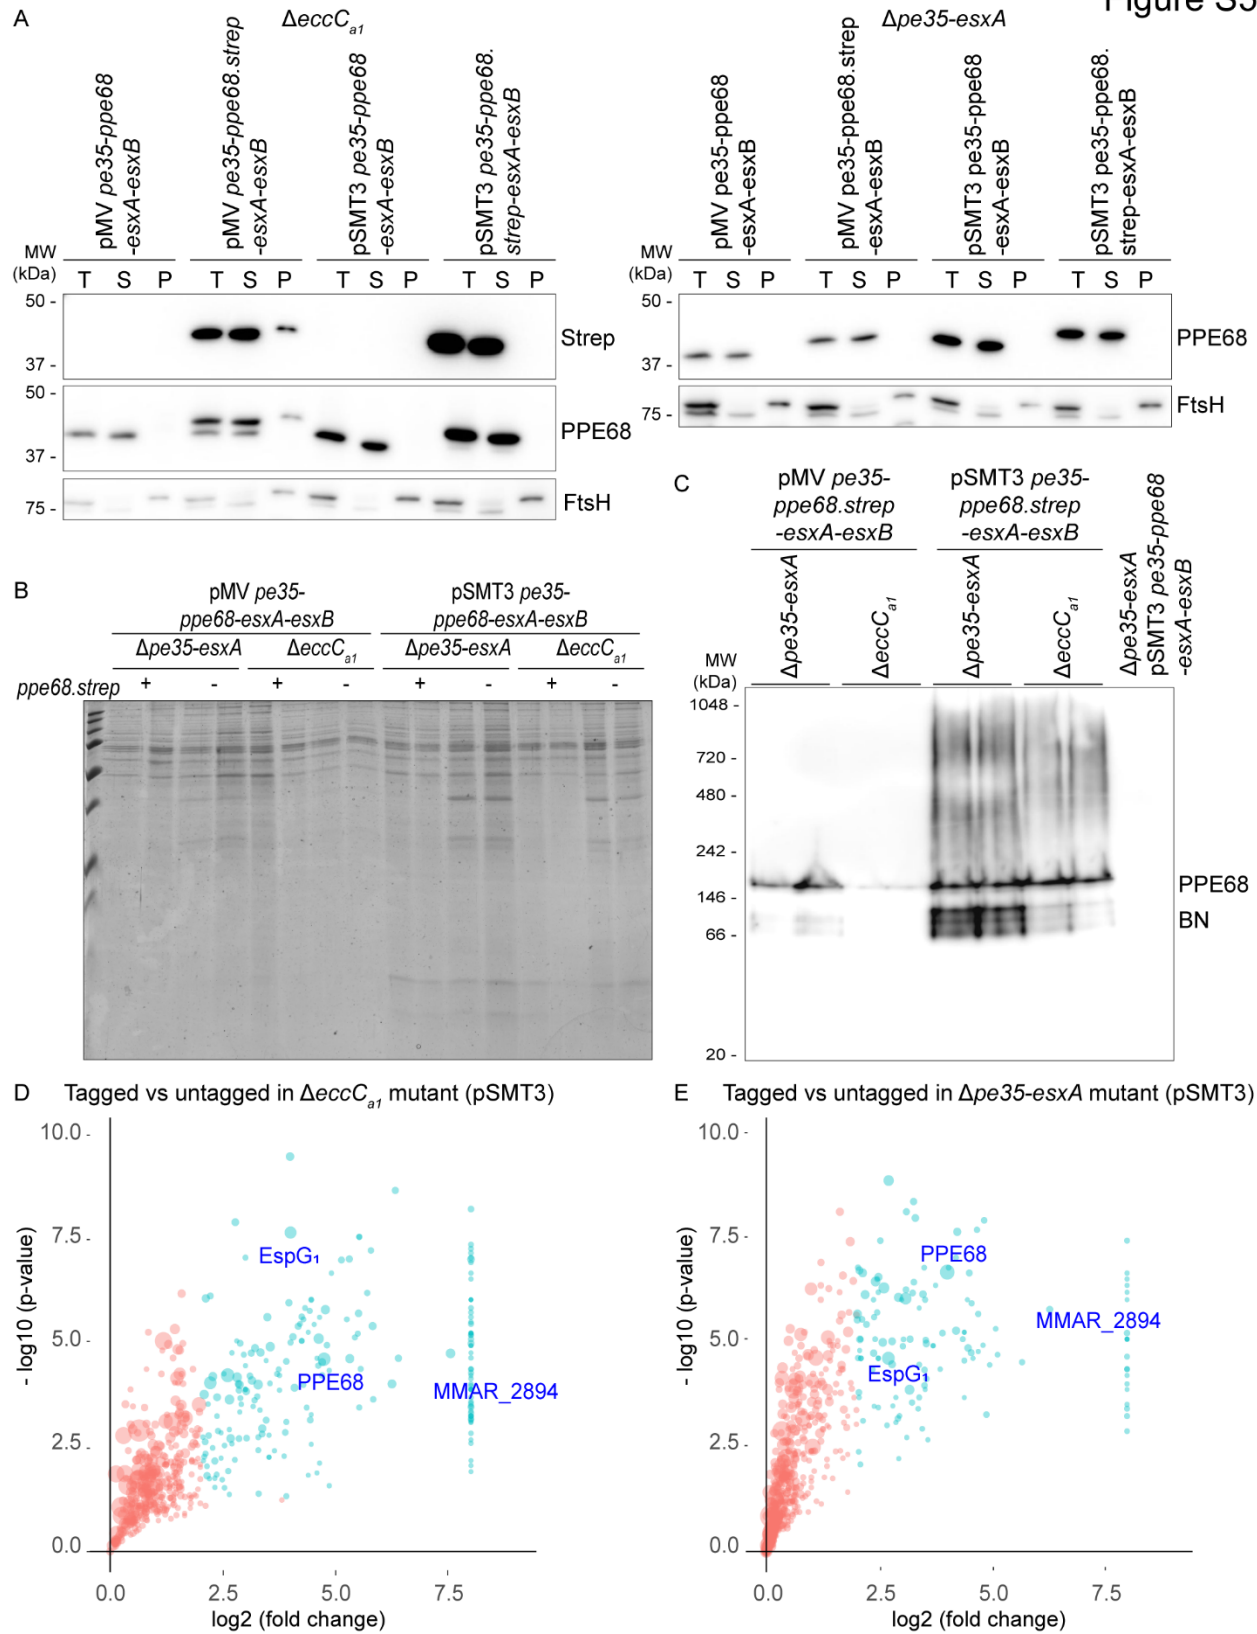 Figure S5
A
ΔeccCa1
pMV pe35-ppe68
-esxA-esxB
pMV pe35-ppe68.strep
-esxA-esxB
pSMT3 pe35-ppe68
-esxA-esxB
pSMT3 pe35-ppe68.
strep-esxA-esxB
MW
(kDa)
T S P T S P T S P T S P
50 -
37 -
Strep
50 -
37 -
PPE68
75 -
FtsH
Δpe35-esxA
pMV pe35-ppe68
-esxA-esxB
pMV pe35-ppe68.strep
-esxA-esxB
pSMT3 pe35-ppe68
-esxA-esxB
pSMT3 pe35-ppe68.
strep-esxA-esxB
MW
(kDa)
T S P T S P T S P T S P
50 -
37 -
PPE68
75 -
FtsH
B
pMV pe35-
ppe68-esxA-esxB
pSMT3 pe35-
ppe68-esxA-esxB
Δpe35-esxA ΔeccCa1 Δpe35-esxA ΔeccCa1
ppe68.strep + - + - + - + -
C
pMV pe35-
ppe68.strep
-esxA-esxB
pSMT3 pe35-
ppe68.strep
-esxA-esxB
Δpe35-esxA
ΔeccCa1
Δpe35-esxA
ΔeccCa1
Δpe35-esxA
pSMT3 pe35-ppe68
-esxA-esxB
MW
(kDa)
1048 -
720 -
480 -
242 -
146 -
66 -
20 -
PPE68
BN
D Tagged vs untagged in ΔeccCa1 mutant (pSMT3)
10.0
7.5
5.0
2.5
0.0
- log10 (p-value)
EspG₁
PPE68
MMAR_2894
0.0 2.5 5.0 7.5
log2 (fold change)
E Tagged vs untagged in Δpe35-esxA mutant (pSMT3)
10.0
7.5
5.0
2.5
0.0
- log10 (p-value)
PPE68
MMAR_2894
EspG₁
0.0 2.5 5.0 7.5
log2 (fold change)